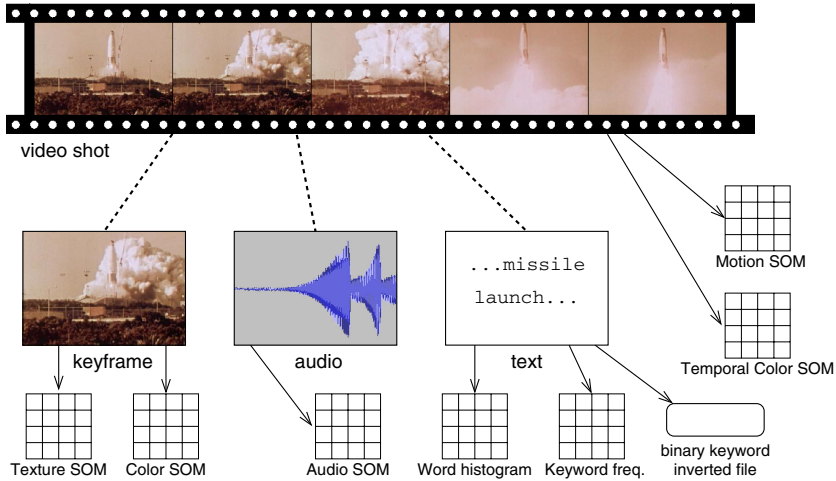 video shot
...missile
launch...
Motion SOM
keyframe
audio
text
Temporal Color SOM
Texture SOM
Color SOM
Audio SOM
Word histogram
Keyword freq.
binary keyword
inverted file